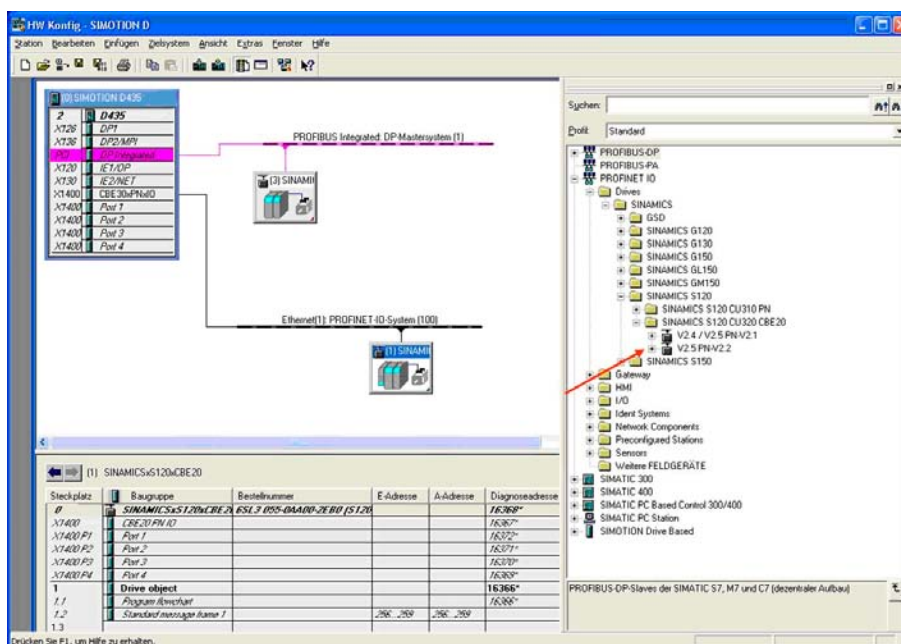 HW Konfig - SIMOTION D
Station Bearbeiten Einfügen Zielsystem Ansicht Extras Fenster Hilfe
(0) SIMOTION D435
2 D435
X126 DP1
X136 DP2/MPI
PCI DP Integrated
X120 IE1/OP
X130 IE2/NET
X1400 CBE30xPNxIO
X1400 Port 1
X1400 Port 2
X1400 Port 3
X1400 Port 4
PROFIBUS Integrated: DP-Mastersystem (1)
(3) SINAMI
Ethernet(1): PROFINET-IO-System (100)
(1) SINAMI
Suchen:
Profil: Standard
PROFIBUS-DP
PROFIBUS-PA
PROFINET IO
Drives
SINAMICS
GSD
SINAMICS G120
SINAMICS G130
SINAMICS G150
SINAMICS GL150
SINAMICS GM150
SINAMICS S120
SINAMICS S120 CU310 PN
SINAMICS S120 CU320 CBE20
V2.4 / V2.5 PN-V2.1
V2.5 PN-V2.2
SINAMICS S150
Gateway
HMI
I/O
Ident Systems
Network Components
Preconfigured Stations
Sensors
Weitere FELDGERÄTE
SIMATIC 300
SIMATIC 400
SIMATIC PC Based Control 300/400
SIMATIC PC Station
SIMOTION Drive Based
PROFIBUS-DP-Slaves der SIMATIC S7, M7 und C7 (dezentraler Aufbau)
(1) SINAMICSxS120xCBE20
Steckplatz Baugruppe Bestellnummer E-Adresse A-Adresse Diagnoseadresse
0 SINAMICSxS120xCBE20 6SL3 055-0AA00-2EB0 (S120 16368*
X1400 CBE20 PN IO 16367*
X1400 P1 Port 1 16372*
X1400 P2 Port 2 16371*
X1400 P3 Port 3 16370*
X1400 P4 Port 4 16369*
1 Drive object 16366*
1.1 Program flowchart 16366*
1.2 Standard message frame 1 256...259 256...259
1.3
Drücken Sie F1, um Hilfe zu erhalten.